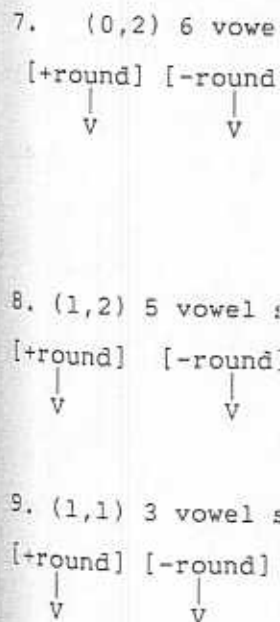 7. (0,2) 6 vowe
[+round] [-round
V V
8. (1,2) 5 vowel s
[+round] [-round]
V V
9. (1,1) 3 vowel s
[+round] [-round]
V V